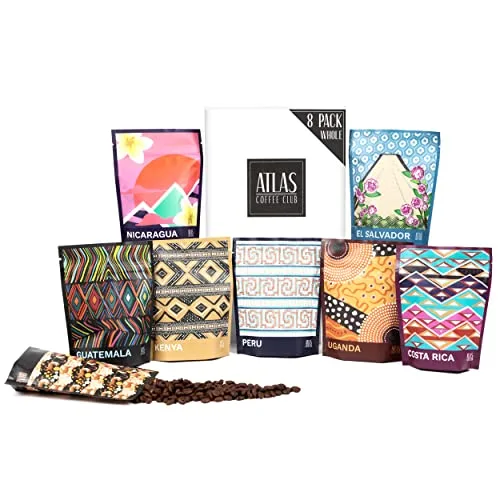 8 PACK
WHOLE
ATLAS
COFFEE CLUB
NICARAGUA
EL SALVADOR
GUATEMALA
KENYA
PERU
UGANDA
COSTA RICA